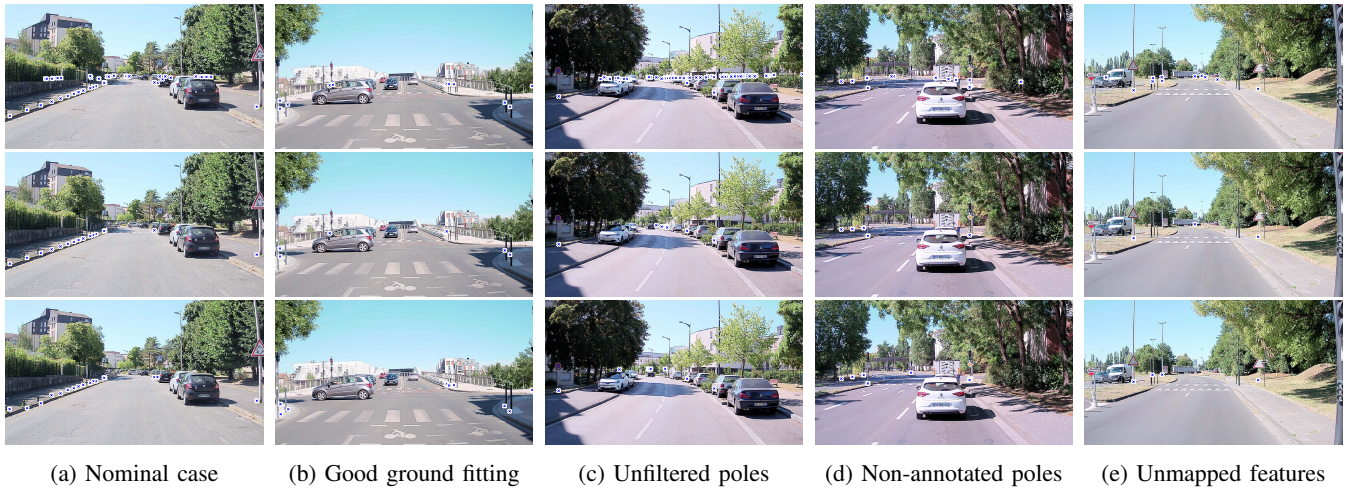 (a) Nominal case
(b) Good ground fitting
(c) Unfiltered poles
(d) Non-annotated poles
(e) Unmapped features